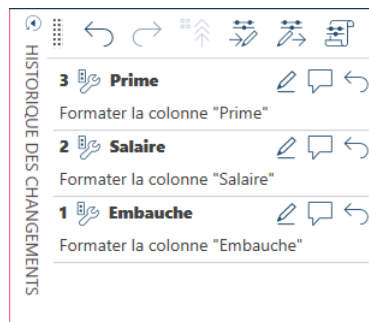 HISTORIQUE DES CHANGEMENTS
3 Prime
Formater la colonne "Prime"
2 Salaire
Formater la colonne "Salaire"
1 Embauche
Formater la colonne "Embauche"